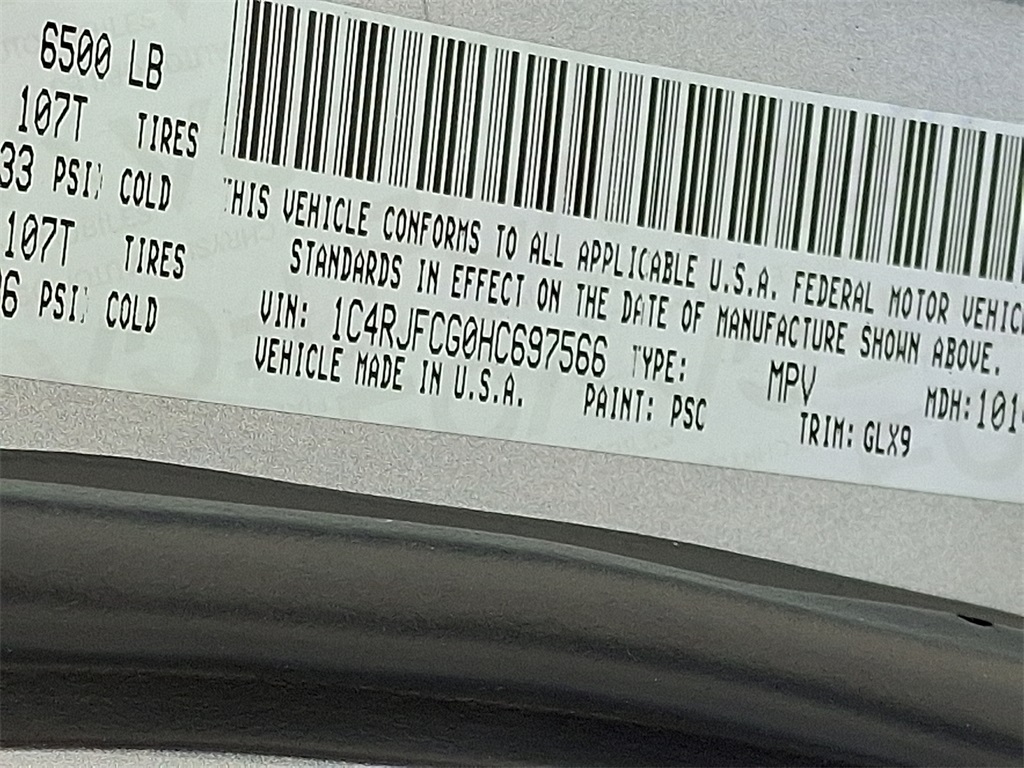 6500 LB
107T TIRES
33 PSI) COLD
107T TIRES
36 PSI) COLD
THIS VEHICLE CONFORMS TO ALL APPLICABLE U.S.A. FEDERAL MOTOR VEHIC
STANDARDS IN EFFECT ON THE DATE OF MANUFACTURE SHOWN ABOVE.
VIN: 1C4RJFCG0HC697566 TYPE: MPV MDH: 101
VEHICLE MADE IN U.S.A. PAINT: PSC TRIM: GLX9